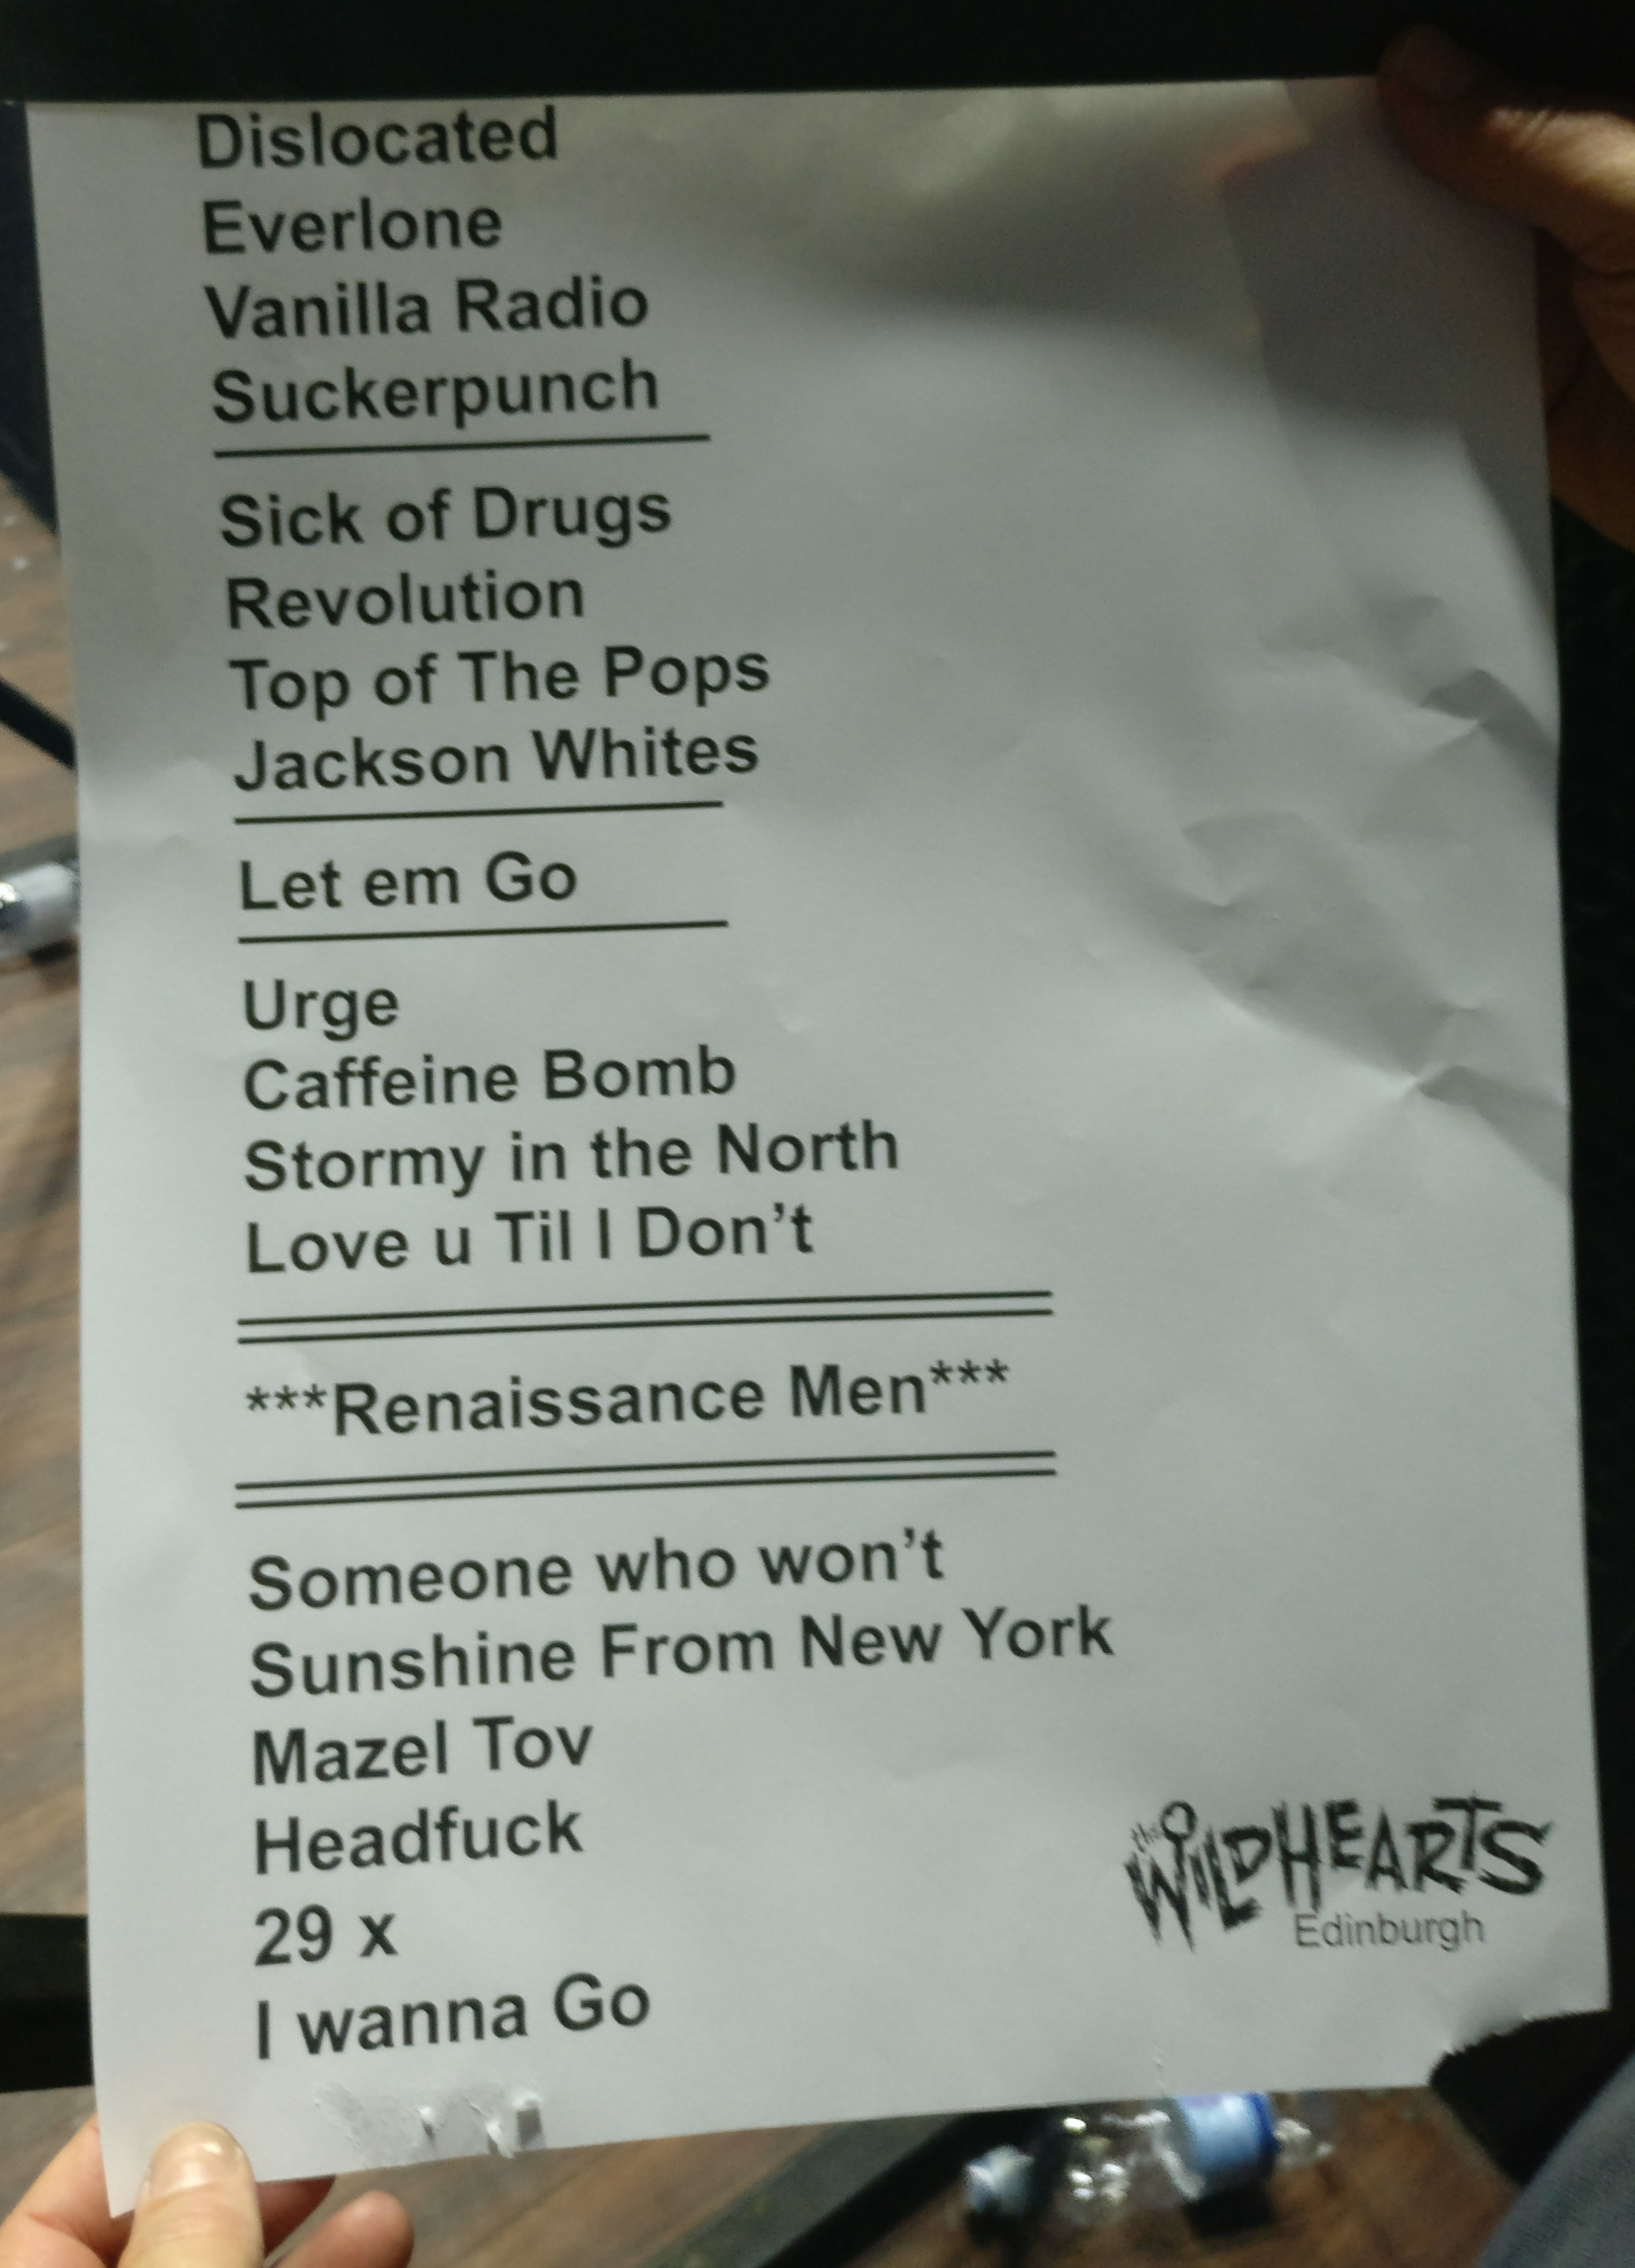 Dislocated
Everlone
Vanilla Radio
Suckerpunch
Sick of Drugs
Revolution
Top of The Pops
Jackson Whites
Let em Go
Urge
Caffeine Bomb
Stormy in the North
Love u Til I Don’t
***Renaissance Men***
Someone who won’t
Sunshine From New York
Mazel Tov
Headfuck
29 x
I wanna Go
the WiLDHEARTS
Edinburgh